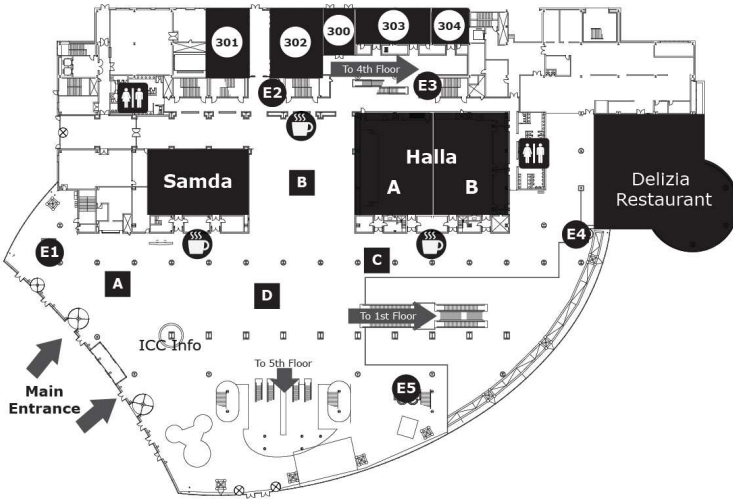 301
302
300
303
304
To 4th Floor
E2
E3
Samda
B
Halla
A
B
Delizia
Restaurant
E1
E4
C
A
D
To 1st Floor
ICC Info
To 5th Floor
Main
Entrance
E5